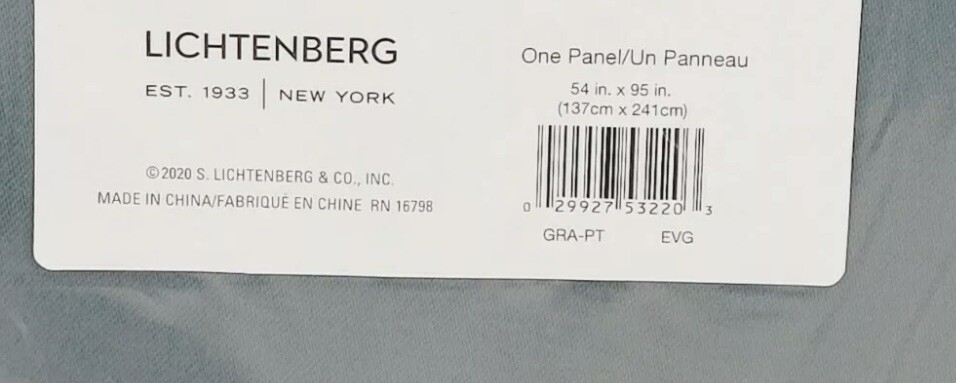 LICHTENBERG
EST. 1933 | NEW YORK
©2020 S. LICHTENBERG & CO., INC.
MADE IN CHINA/FABRIQUÉ EN CHINE RN 16798
One Panel/Un Panneau
54 in. x 95 in.
(137cm x 241cm)
0 29927 53220 3
GRA-PT EVG